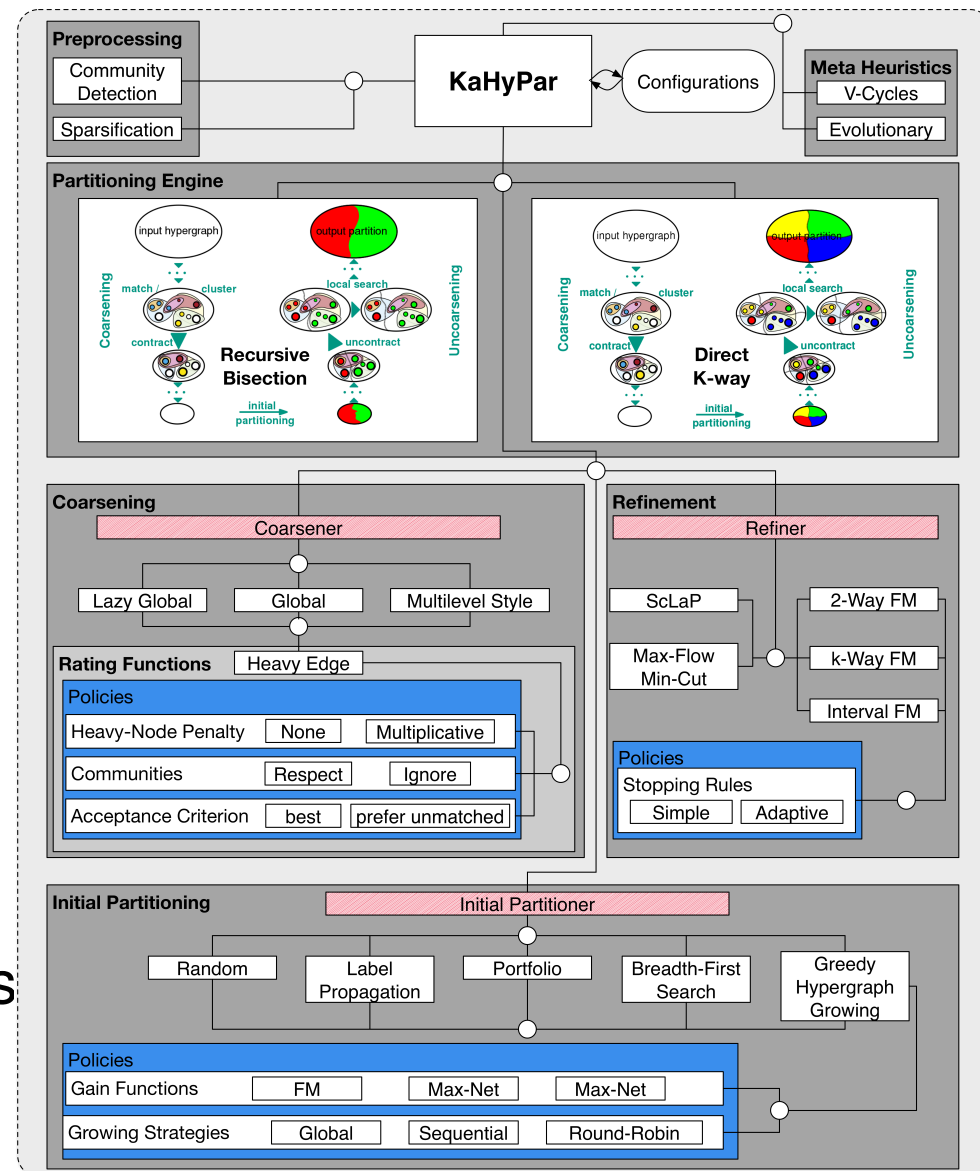 Preprocessing
Community
Detection
Sparsification
KaHyPar
Configurations
Meta Heuristics
V-Cycles
Evolutionary
Partitioning Engine
input hypergraph
output partition
Coarsening
match /
cluster
local search
Uncoarsening
contract
Recursive
Bisection
uncontract
initial
partitioning
input hypergraph
output partition
Coarsening
match /
cluster
local search
Uncoarsening
contract
Direct
K-way
uncontract
initial
partitioning
Coarsening
Coarsener
Lazy Global
Global
Multilevel Style
Rating Functions
Heavy Edge
Policies
Heavy-Node Penalty
None
Multiplicative
Communities
Respect
Ignore
Acceptance Criterion
best
prefer unmatched
Refinement
Refiner
ScLaP
2-Way FM
Max-Flow
Min-Cut
k-Way FM
Interval FM
Policies
Stopping Rules
Simple
Adaptive
Initial Partitioning
Initial Partitioner
Random
Label
Propagation
Portfolio
Breadth-First
Search
Greedy
Hypergraph
Growing
s
Policies
Gain Functions
FM
Max-Net
Max-Net
Growing Strategies
Global
Sequential
Round-Robin